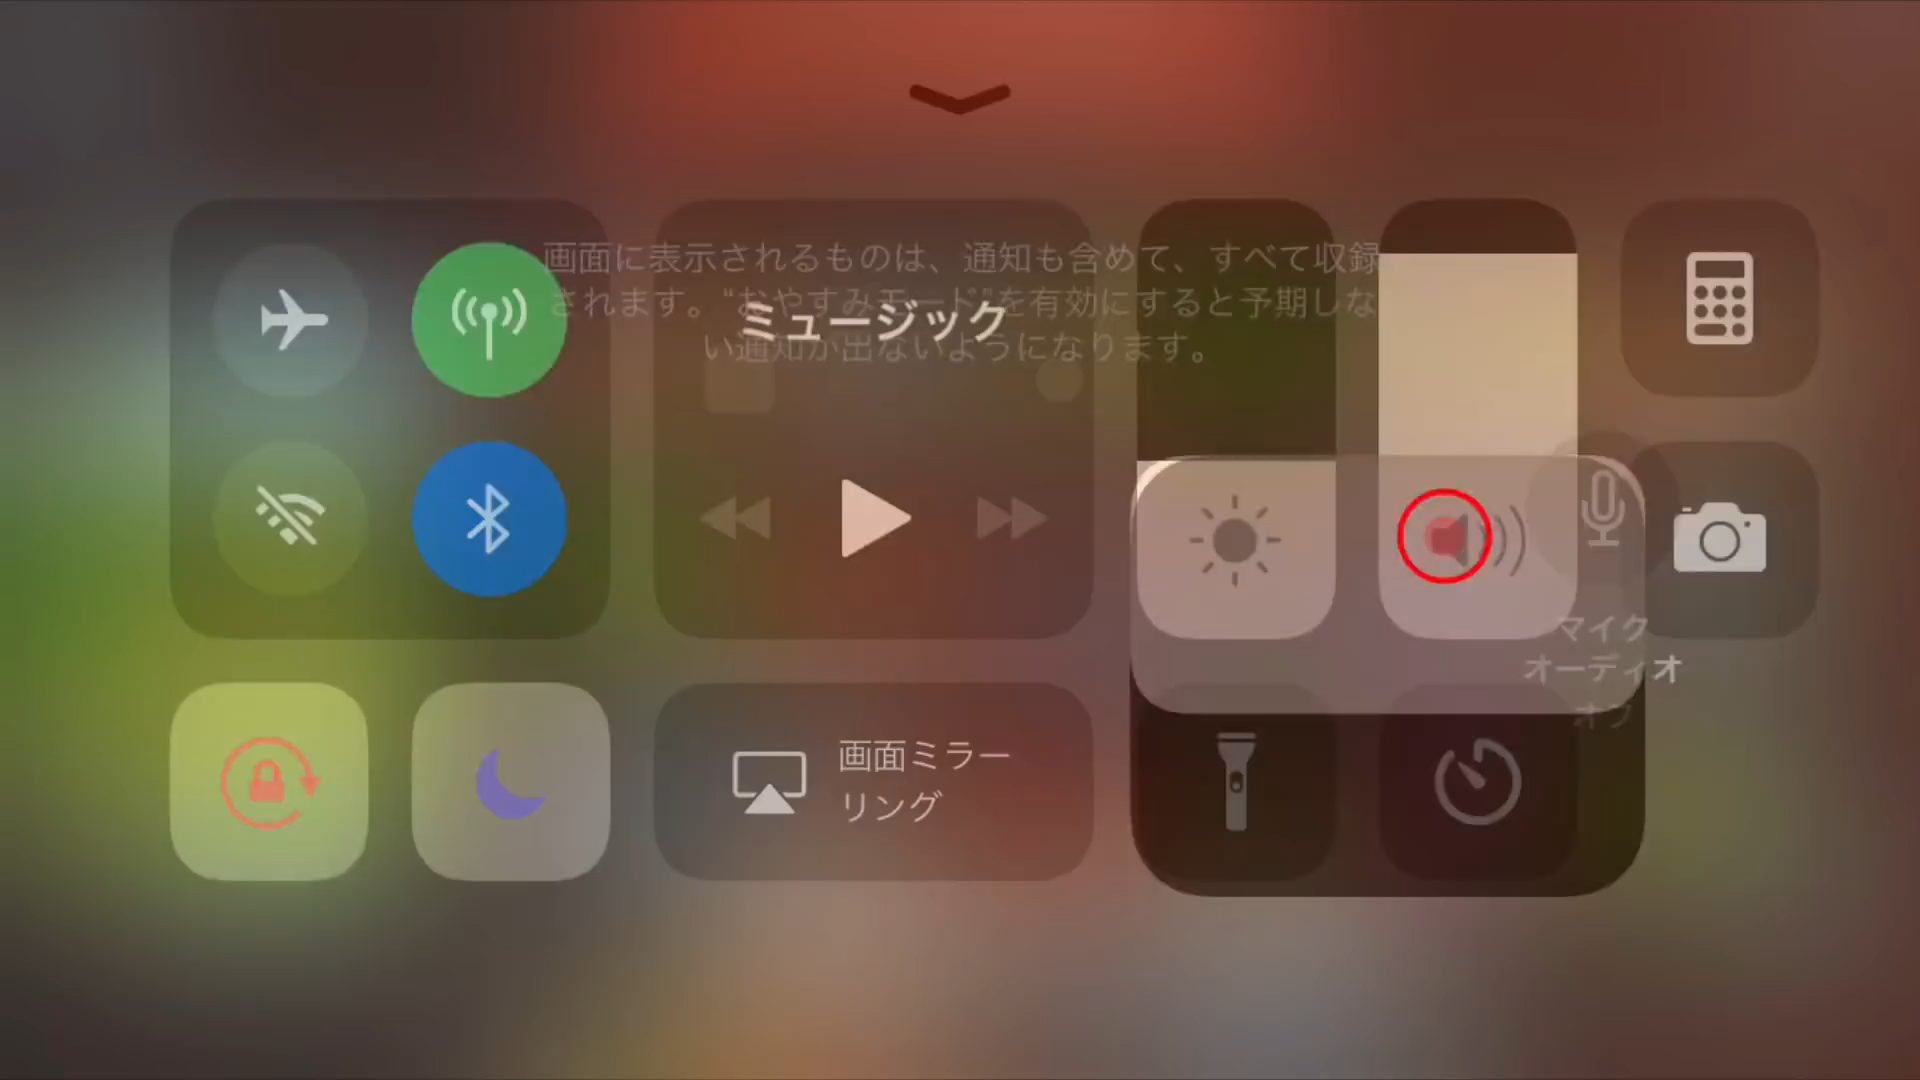 画面に表示されるものは、通知も含めて、すべて収録
されます。“おやすみモード”を有効にすると予期しな
い通知が出ないようになります。
ミュージック
マイク
オーディオ
オフ
画面ミラー
リング